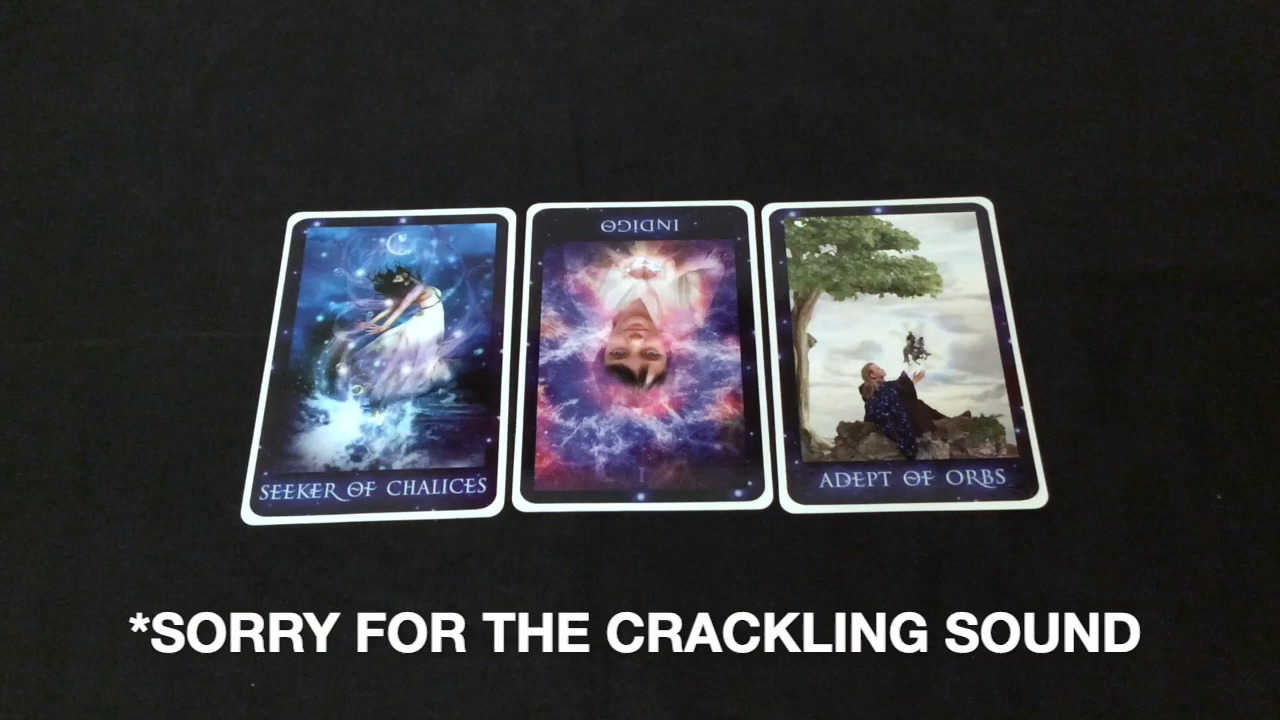 INDIGO
I
SEEKER OF CHALICES
ADEPT OF ORBS
*SORRY FOR THE CRACKLING SOUND